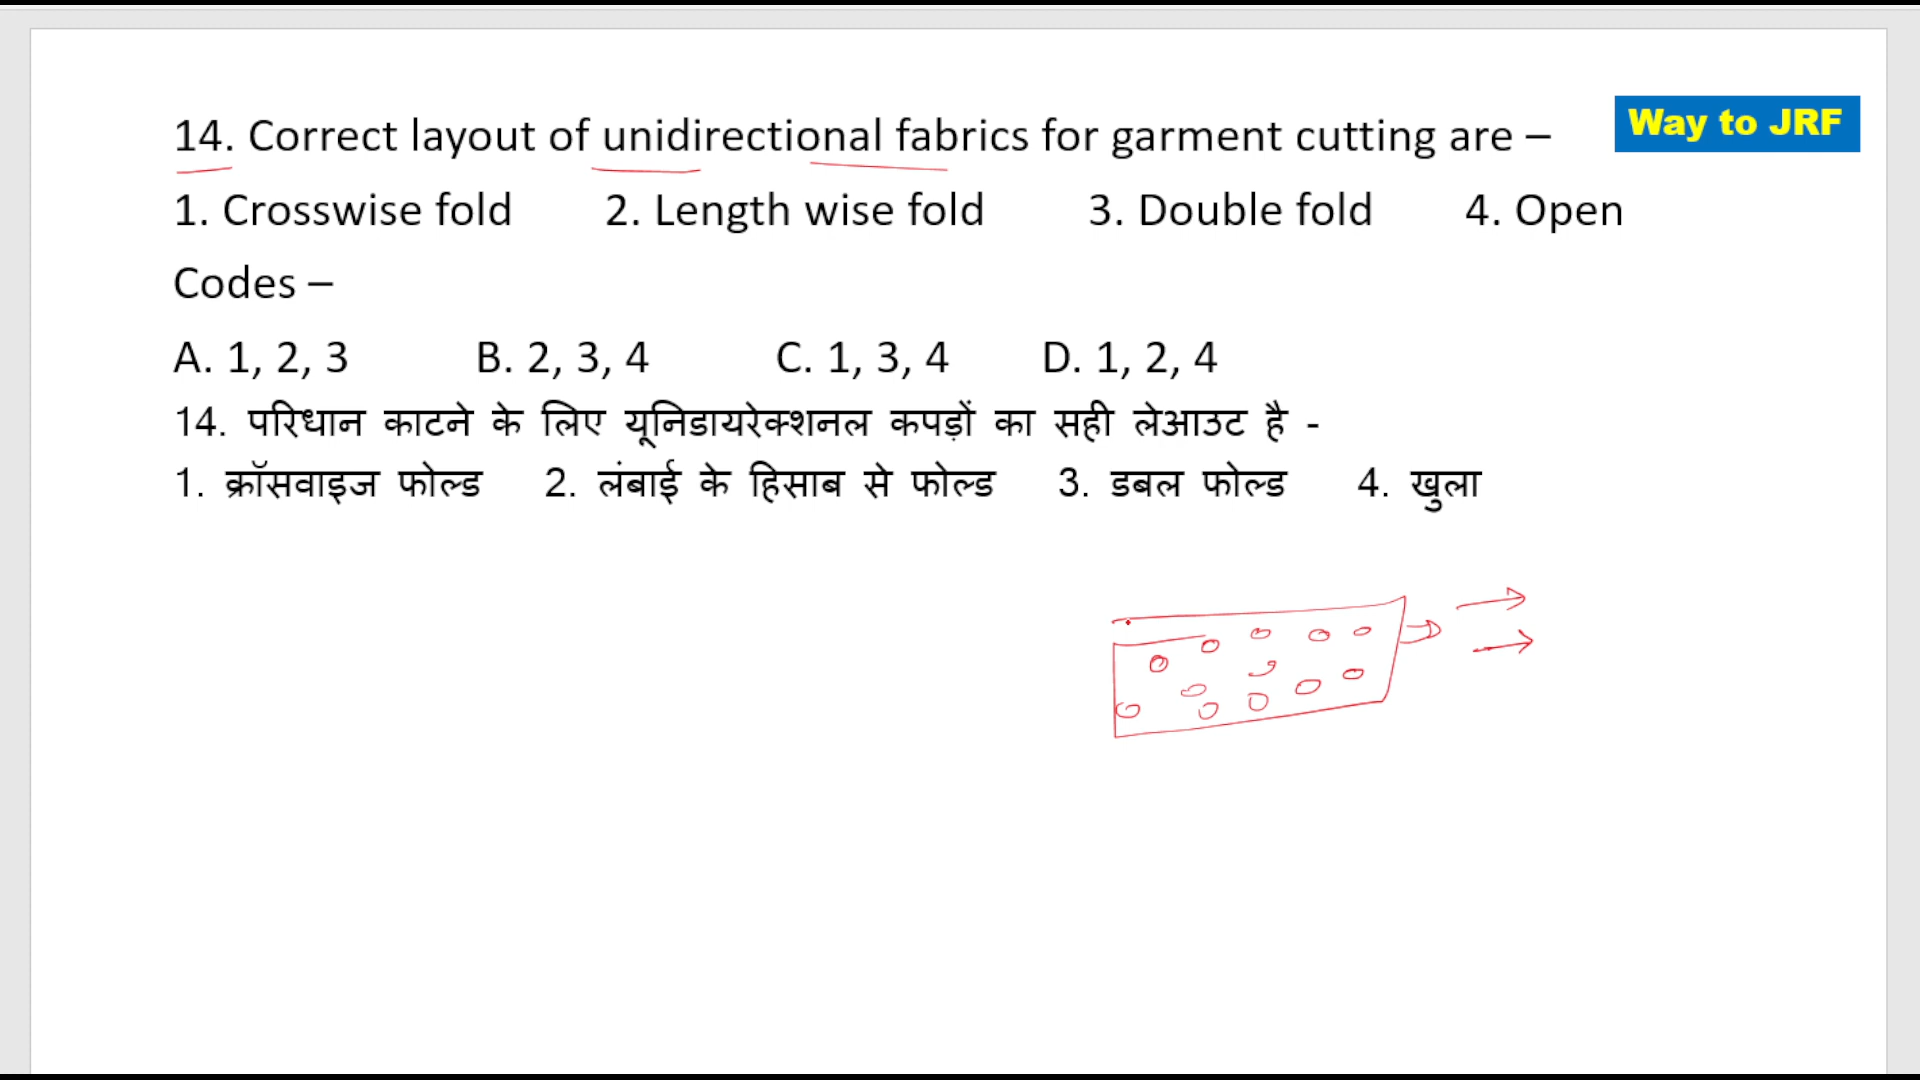 14. Correct layout of unidirectional fabrics for garment cutting are –
Way to JRF
1. Crosswise fold 2. Length wise fold 3. Double fold 4. Open
Codes –
A. 1, 2, 3 B. 2, 3, 4 C. 1, 3, 4 D. 1, 2, 4
14. परिधान काटने के लिए यूनिडायरेक्शनल कपड़ों का सही लेआउट है -
1. क्रॉसवाइज फोल्ड 2. लंबाई के हिसाब से फोल्ड 3. डबल फोल्ड 4. खुला